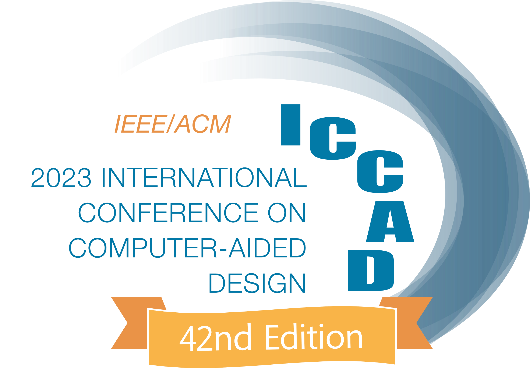 IEEE/ACM
2023 INTERNATIONAL
CONFERENCE ON
COMPUTER-AIDED
DESIGN
ICCAD
42nd Edition